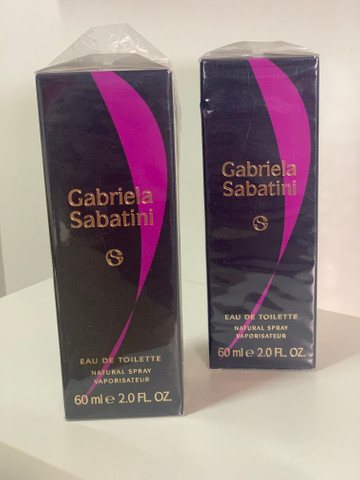 Gabriela
Sabatini
EAU DE TOILETTE
NATURAL SPRAY
VAPORISATEUR
60 ml e 2.0 FL. OZ.
Gabriela
Sabatini
EAU DE TOILETTE
NATURAL SPRAY
VAPORISATEUR
60 ml e 2.0 FL. OZ.